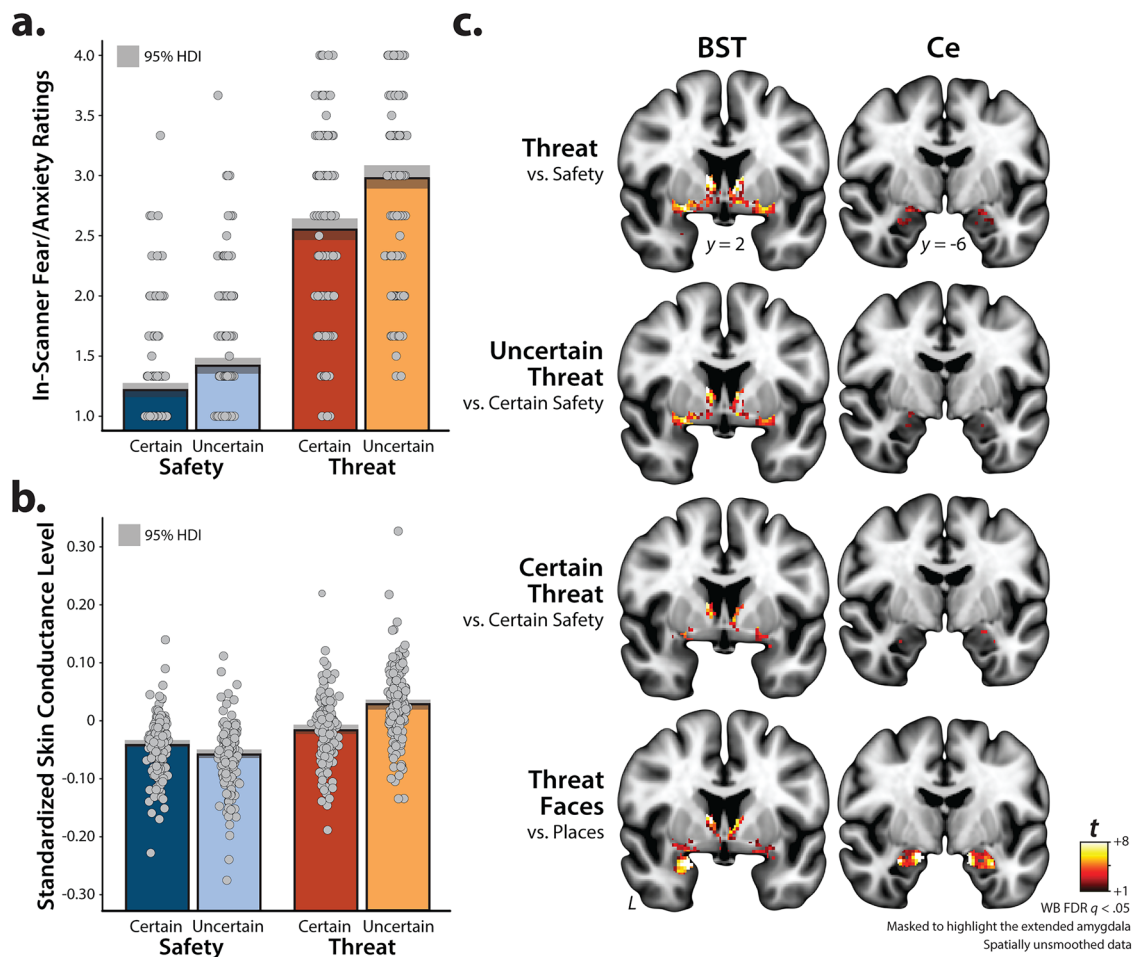 a.
95% HDI
In-Scanner Fear/Anxiety Ratings
4.0
3.5
3.0
2.5
2.0
1.5
1.0
Certain Uncertain Certain Uncertain
Safety Threat
b.
95% HDI
Standardized Skin Conductance Level
0.30
0.20
0.10
0
-0.10
-0.20
-0.30
Certain Uncertain Certain Uncertain
Safety Threat
c.
BST Ce
Threat
vs. Safety
y = 2 y = -6
Uncertain
Threat
vs. Certain Safety
Certain
Threat
vs. Certain Safety
Threat
Faces
vs. Places
L
t
+8
+1
WB FDR q < .05
Masked to highlight the extended amygdala
Spatially unsmoothed data